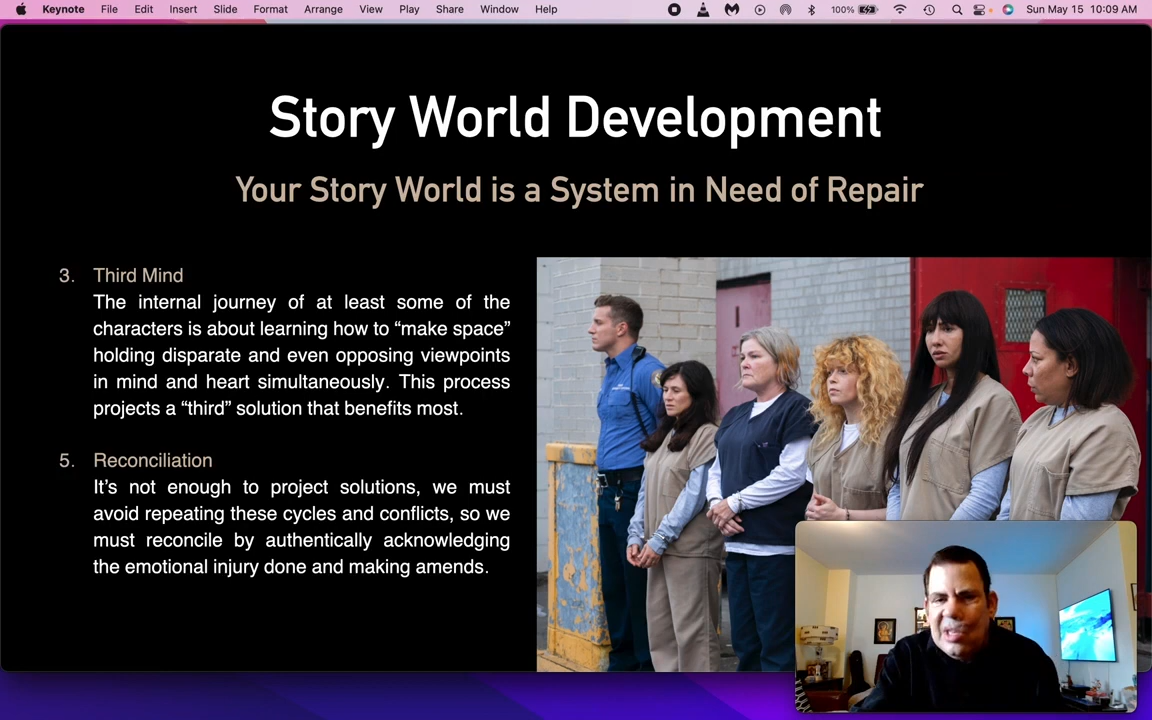 Keynote File Edit Insert Slide Format Arrange View Play Share Window Help 100% Sun May 15 10:09 AM
Story World Development
Your Story World is a System in Need of Repair
3. Third Mind
The internal journey of at least some of the
characters is about learning how to “make space”
holding disparate and even opposing viewpoints
in mind and heart simultaneously. This process
projects a “third” solution that benefits most.
5. Reconciliation
It’s not enough to project solutions, we must
avoid repeating these cycles and conflicts, so we
must reconcile by authentically acknowledging
the emotional injury done and making amends.